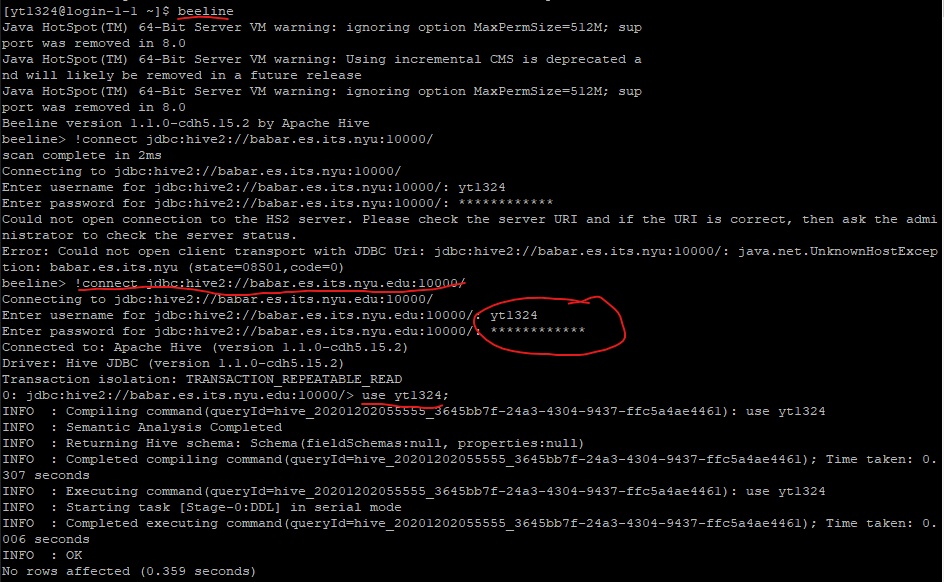 [yt1324@login-1-1 ~]$ beeline
Java HotSpot(TM) 64-Bit Server VM warning: ignoring option MaxPermSize=512M; sup
port was removed in 8.0
Java HotSpot(TM) 64-Bit Server VM warning: Using incremental CMS is deprecated a
nd will likely be removed in a future release
Java HotSpot(TM) 64-Bit Server VM warning: ignoring option MaxPermSize=512M; sup
port was removed in 8.0
Beeline version 1.1.0-cdh5.15.2 by Apache Hive
beeline> !connect jdbc:hive2://babar.es.its.nyu:10000/
scan complete in 2ms
Connecting to jdbc:hive2://babar.es.its.nyu:10000/
Enter username for jdbc:hive2://babar.es.its.nyu:10000/: yt1324
Enter password for jdbc:hive2://babar.es.its.nyu:10000/: ************
Could not open connection to the HS2 server. Please check the server URI and if the URI is correct, then ask the admi
nistrator to check the server status.
Error: Could not open client transport with JDBC Uri: jdbc:hive2://babar.es.its.nyu:10000/: java.net.UnknownHostExcep
tion: babar.es.its.nyu (state=08S01,code=0)
beeline> !connect jdbc:hive2://babar.es.its.nyu.edu:10000/
Connecting to jdbc:hive2://babar.es.its.nyu.edu:10000/
Enter username for jdbc:hive2://babar.es.its.nyu.edu:10000/: yt1324
Enter password for jdbc:hive2://babar.es.its.nyu.edu:10000/: ************
Connected to: Apache Hive (version 1.1.0-cdh5.15.2)
Driver: Hive JDBC (version 1.1.0-cdh5.15.2)
Transaction isolation: TRANSACTION_REPEATABLE_READ
0: jdbc:hive2://babar.es.its.nyu.edu:10000/> use yt1324;
INFO  : Compiling command(queryId=hive_20201202055555_3645bb7f-24a3-4304-9437-ffc5a4ae4461): use yt1324
INFO  : Semantic Analysis Completed
INFO  : Returning Hive schema: Schema(fieldSchemas:null, properties:null)
INFO  : Completed compiling command(queryId=hive_20201202055555_3645bb7f-24a3-4304-9437-ffc5a4ae4461); Time taken: 0.
307 seconds
INFO  : Executing command(queryId=hive_20201202055555_3645bb7f-24a3-4304-9437-ffc5a4ae4461): use yt1324
INFO  : Starting task [Stage-0:DDL] in serial mode
INFO  : Completed executing command(queryId=hive_20201202055555_3645bb7f-24a3-4304-9437-ffc5a4ae4461); Time taken: 0.
006 seconds
INFO  : OK
No rows affected (0.359 seconds)